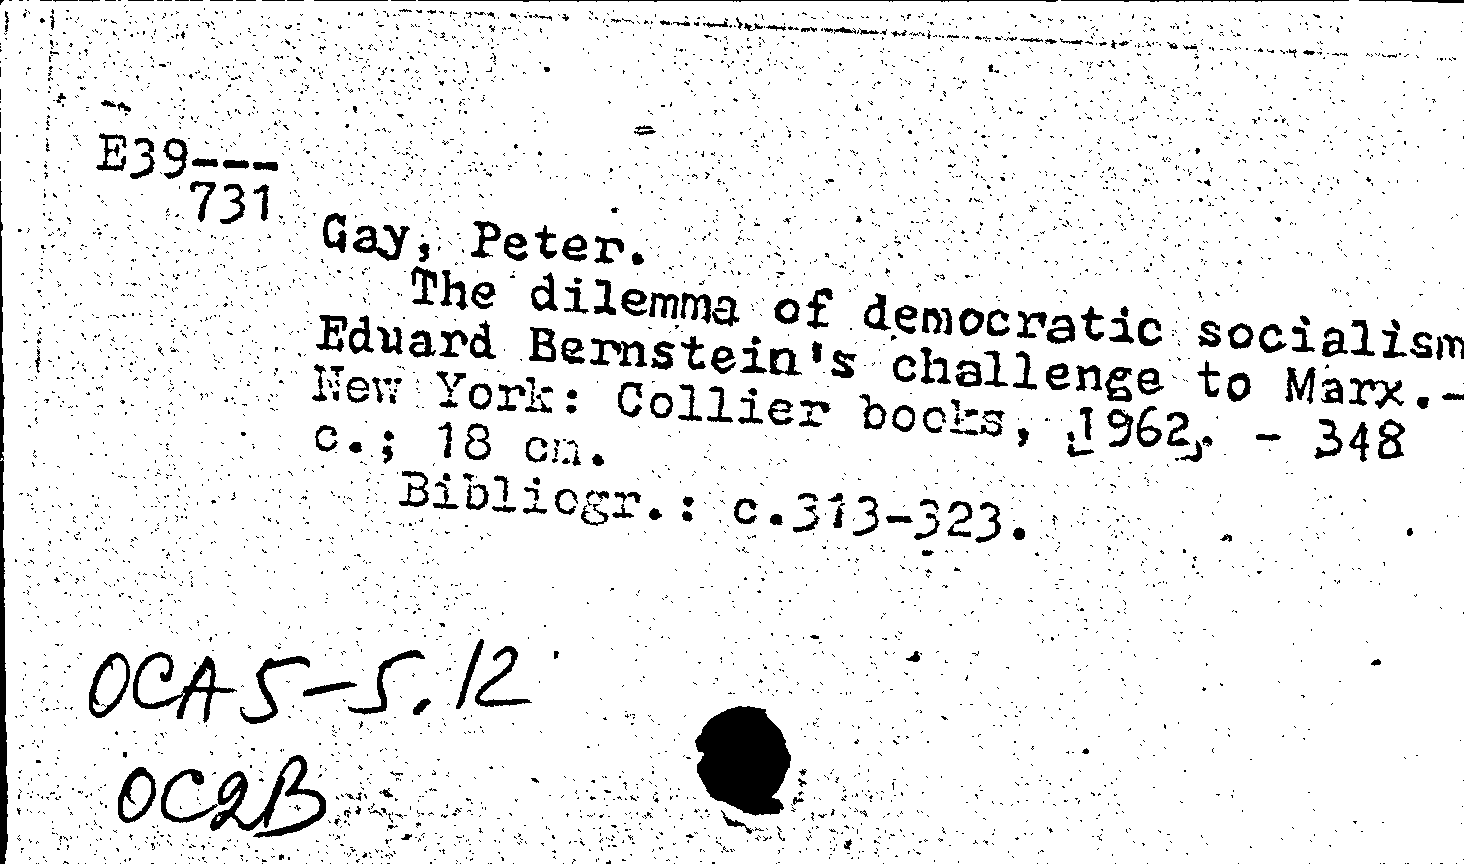 E39---
731
Gay, Peter.
The dilemma of democratic socialism
Eduard Bernstein's challenge to Marx.-
New York: Collier books, [1962]. - 348
c.; 18 cm.
Bibliogr.: c.313-323.
OCA5-5.12
OC2B